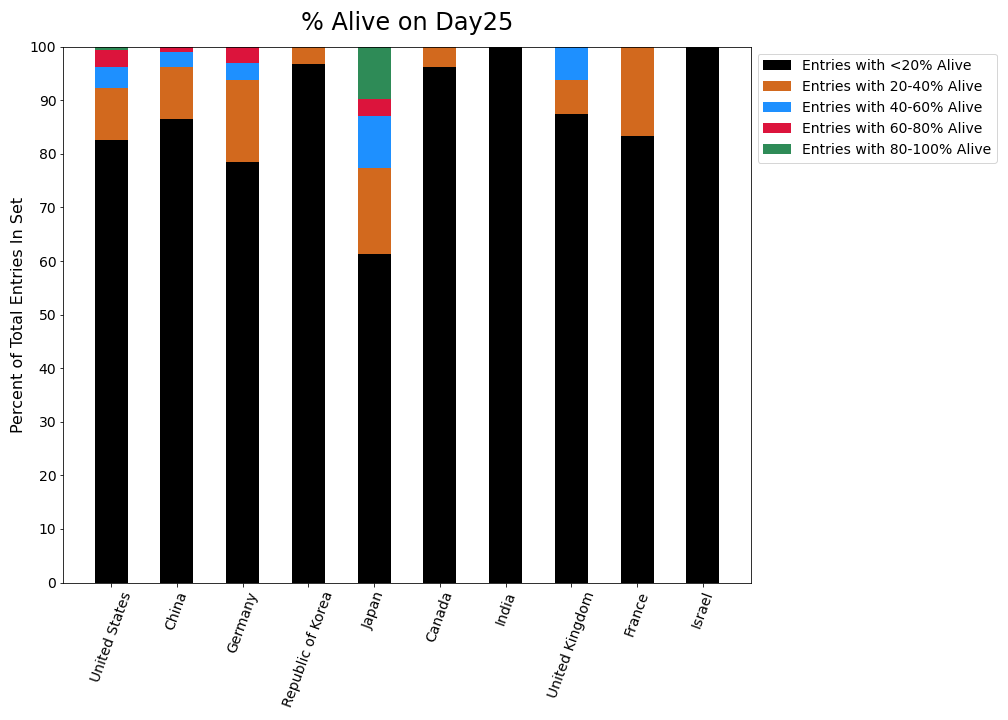 % Alive on Day25
Percent of Total Entries In Set
100
90
80
70
60
50
40
30
20
10
0
United States
China
Germany
Republic of Korea
Japan
Canada
India
United Kingdom
France
Israel
Entries with <20% Alive
Entries with 20-40% Alive
Entries with 40-60% Alive
Entries with 60-80% Alive
Entries with 80-100% Alive